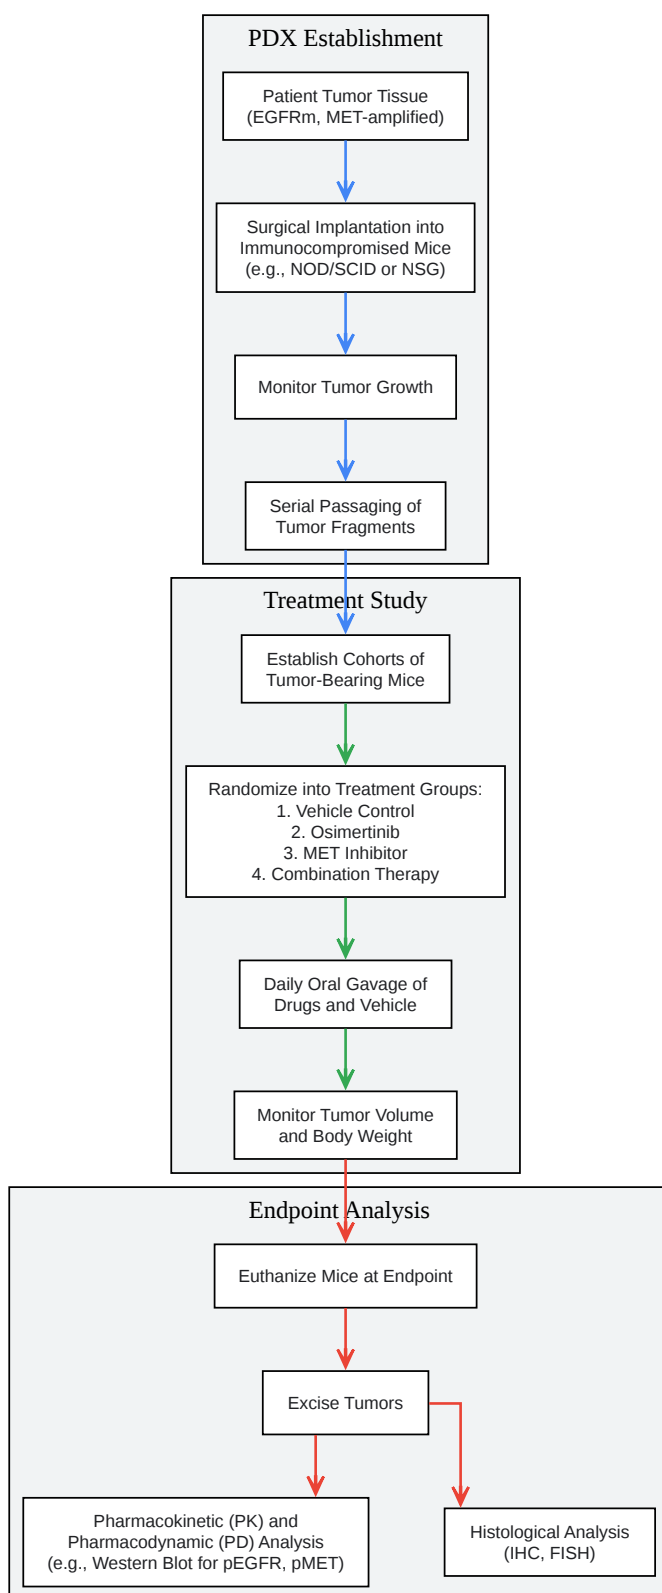 PDX Establishment
Patient Tumor Tissue
(EGFRm, MET-amplified)
Surgical Implantation into
Immunocompromised Mice
(e.g., NOD/SCID or NSG)
Monitor Tumor Growth
Serial Passaging of
Tumor Fragments
Treatment Study
Establish Cohorts of
Tumor-Bearing Mice
Randomize into Treatment Groups:
1. Vehicle Control
2. Osimertinib
3. MET Inhibitor
4. Combination Therapy
Daily Oral Gavage of
Drugs and Vehicle
Monitor Tumor Volume
and Body Weight
Endpoint Analysis
Euthanize Mice at Endpoint
Excise Tumors
Pharmacokinetic (PK) and
Pharmacodynamic (PD) Analysis
(e.g., Western Blot for pEGFR, pMET)
Histological Analysis
(IHC, FISH)